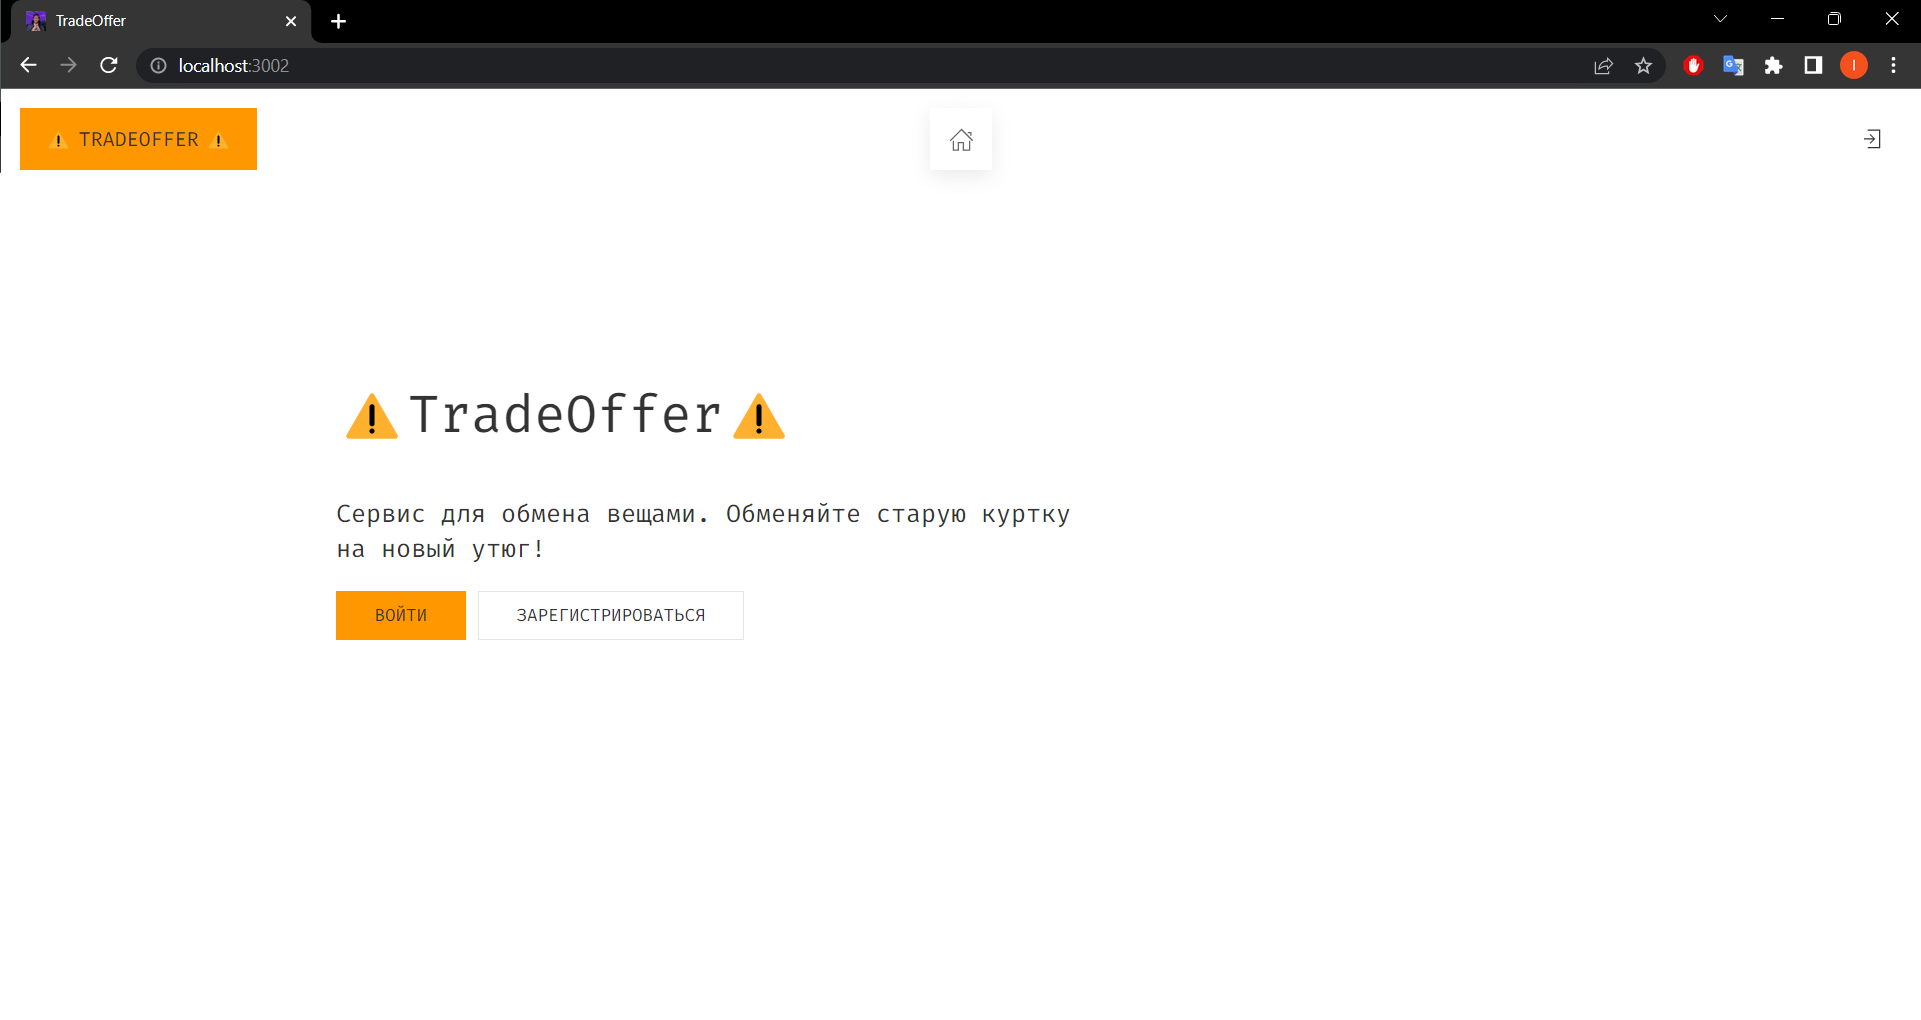 TradeOffer
localhost:3002
⚠ TRADEOFFER ⚠
⚠TradeOffer⚠
Сервис для обмена вещами. Обменяйте старую куртку
на новый утюг!
ВОЙТИ
ЗАРЕГИСТРИРОВАТЬСЯ
I